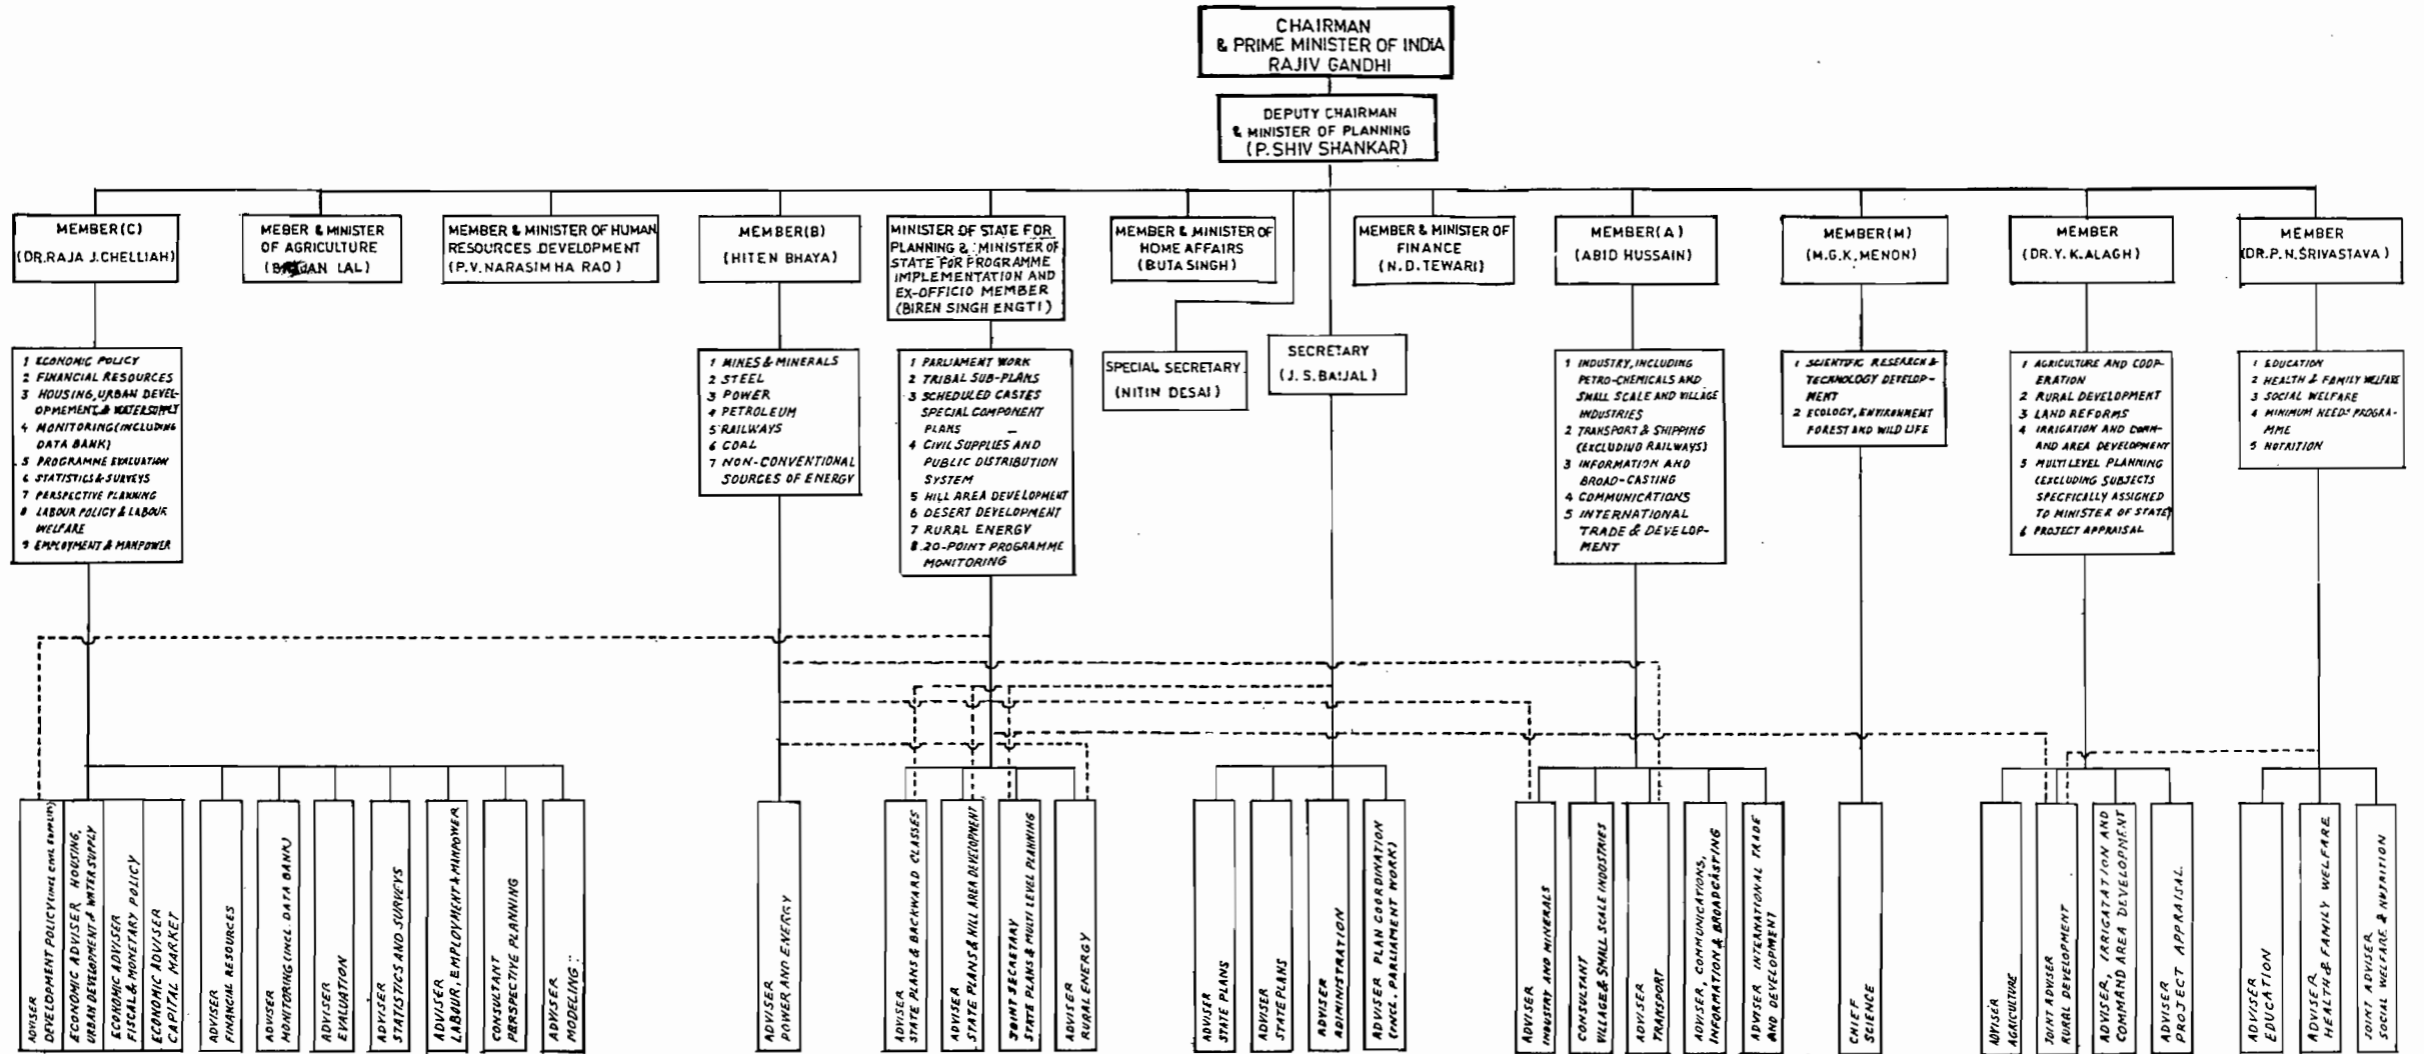 CHAIRMAN
& PRIME MINISTER OF INDIA
RAJIV GANDHI
DEPUTY CHAIRMAN
& MINISTER OF PLANNING
(P.SHIV SHANKAR)
MEMBER(C)
(DR.RAJA J.CHELLIAH)
MEBER & MINISTER
OF AGRICULTURE
LAL)
MEMBER & MINISTER OF HUMAN
RESOURCES DEVELOPMENT
(P.V.NARASIMHA RAO)
MEMBER(B)
(HITEN BHAYA)
MINISTER OF STATE FOR
PLANNING & MINISTER OF
STATE FOR PROGRAMME
IMPLEMENTATION AND
EX-OFFICIO MEMBER
(BIREN SINGH ENGTI)
MEMBER & MINISTER OF
HOME AFFAIRS
(BUTA SINGH)
MEMBER & MINISTER OF
FINANCE
(N.D.TEWARI)
MEMBER(A)
(ABID HUSSAIN)
MEMBER(M)
(M.G.K.MENON)
MEMBER
(DR.Y.K.ALAGH)
MEMBER
(DR.P.N.SRIVASTAVA)
1 ECONOMIC POLICY
2 FINANCIAL RESOURCES
3 HOUSING,URBAN DEVEL-
OPMEMENT,& WATERSUPPLY
4 MONITORING(INCLUDING
DATA BANK)
5 PROGRAMME EVALUATION
6 STATISTICS & SURVEYS
7 PERSPECTIVE PLANNING
8 LABOUR POLICY & LABOUR
WELFARE
9 EMPLOYMENT & MANPOWER
1 MINES & MINERALS
2 STEEL
3 POWER
4 PETROLEUM
5 RAILWAYS
6 COAL
7 NON-CONVENTIONAL
SOURCES OF ENERGY
1 PARLIAMENT WORK
2 TRIBAL SUB-PLANS
3 SCHEDULED CASTES
SPECIAL COMPONENT
PLANS
4 CIVIL SUPPLIES AND
PUBLIC DISTRIBUTION
SYSTEM
5 HILL AREA DEVELOPMENT
6 DESERT DEVELOPMENT
7 RURAL ENERGY
8 20-POINT PROGRAMME
MONITORING
SPECIAL SECRETARY
(NITIN DESAI)
SECRETARY
(J.S.BAIJAL)
1 INDUSTRY,INCLUDING
PETRO-CHEMICALS AND
SMALL SCALE AND VILLAGE
INDUSTRIES
2 TRANSPORT & SHIPPING
(EXCLUDIUO RAILWAYS)
3 INFORMATION AND
BROAD-CASTING
4 COMMUNICATIONS
5 INTERNATIONAL
TRADE & DEVELOP-
MENT
1 SCIENTIFIC RESEARCH &
TECHNOLOGY DEVELOP-
MENT
2 ECOLOGY, ENVIRONMENT
FOREST AND WILD LIFE
1 AGRICULTURE AND COOP-
ERATION
2 RURAL DEVELOPMENT
3 LAND REFORMS
4 IRRIGATION AND COMM-
AND AREA DEVELOPMENT
5 MULTI LEVEL PLANNING
(EXCLUDING SUBJECTS
SPECFICALLY ASSIGNED
TO MINISTER OF STATE)
6 PROJECT APPRAISAL
1 EDUCATION
2 HEALTH & FAMILY WELFARE
3 SOCIAL WELFARE
4 MINIMUM NEEDS PROGRA-
MME
5 NOTRITION
ADVISER
DEVELOPMENT POLICY(INCL CIVIL SUPPLIES)
ECONOMONIC ADVISER HOUSING,
URBAN DEVELOPMENT & WATER SUPPLY
ECONOMIC ADVISER
FISCAL & MONETARY POLICY
ECONOMIC ADVISER
CAPITAL MARKET
ADVISER
FINANCIAL RESOURCES
ADVISER
MONITORING (INCL. DATA BANK)
ADVISER
EVALUATION
ADVISER
STATISTICS AND SURVEYS
ADVISER
LABOUR, EMPLOYMENT & MANPOWER
CONSULTANT
PERSPECTIVE PLANNING
ADVISER
MODELING
ADVISER
POWER AND ENERGY
ADVISER
STATE PLANS & BACKWARD CLASSES
ADVISER
STATE PLANS & HILL AREA DEVELOPMENT
JOINT SECRETARY
STATE PLANS & MULTI LEVEL PLANNING
ADVISER
RURAL ENERGY
ADVISER
STATE PLANS
ADVISER
STATE PLANS
ADVISER
ADIMINISTRATION
ADVISER PLAN COORDINATION
(INCL. PARLIAMENT WORK)
ADVISER
INDUSTRY AND MINERALS
CONSULTANT
VILLAGE & SMALL SCALE INDUSTRIES
ADVISER
TRANSPORT
ADVISER, COMMUNICATIONS,
INFORMATION & BROADCASTING
ADVISER INTERNATIONAL TRADE
AND DEVELOPMENT
CHIEF
SCIENCE
ADVISER
AGRICULTURE
JOINT ADVISER
RURAL DEVELOPMENT
ADVISER, IRRIGATATION AND
COMMAND AREA DEVELOPMENT
ADVISER
PROJECT APPRAISAL
ADVISER
EDUCATION
ADVISER
HEALTH & FAMILY WELFARE
JOINT ADVISER
SOCIAL WELFARE & NUTRITION